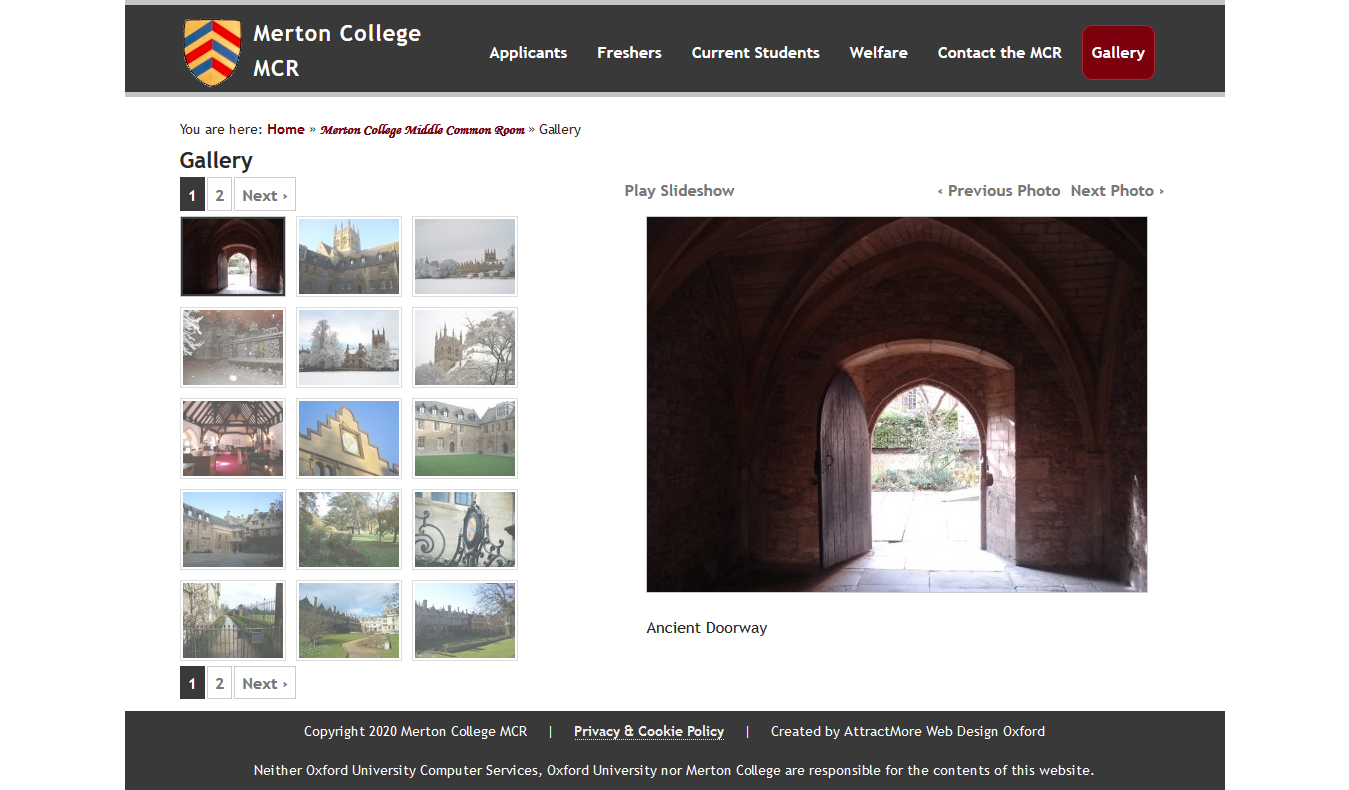 Merton College
MCR
Applicants Freshers Current Students Welfare Contact the MCR Gallery
You are here: Home » Merton College Middle Common Room » Gallery
Gallery
1 2 Next ›
Play Slideshow ‹ Previous Photo Next Photo ›
Ancient Doorway
1 2 Next ›
Copyright 2020 Merton College MCR | Privacy & Cookie Policy | Created by AttractMore Web Design Oxford
Neither Oxford University Computer Services, Oxford University nor Merton College are responsible for the contents of this website.